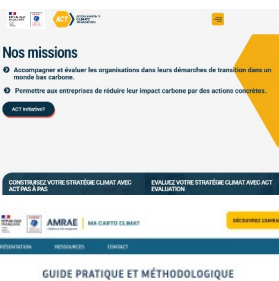 ACT
Nos missions
Accompagner et évaluer les organisations dans leurs démarches de transition dans un
monde bas carbone.
Permettre aux entreprises de réduire leur impact carbone par des actions concrètes.
ACT Initiative?
CONSTRUISEZ VOTRE STRATÉGIE CLIMAT AVEC
ACT PAS À PAS
EVALUEZ VOTRE STRATÉGIE CLIMAT AVEC ACT
EVALUATION
AMRAE
MA CARTO CLIMAT
PRÉSENTATION
RESSOURCES
CONTACT
GUIDE PRATIQUE ET MÉTHODOLOGIQUE